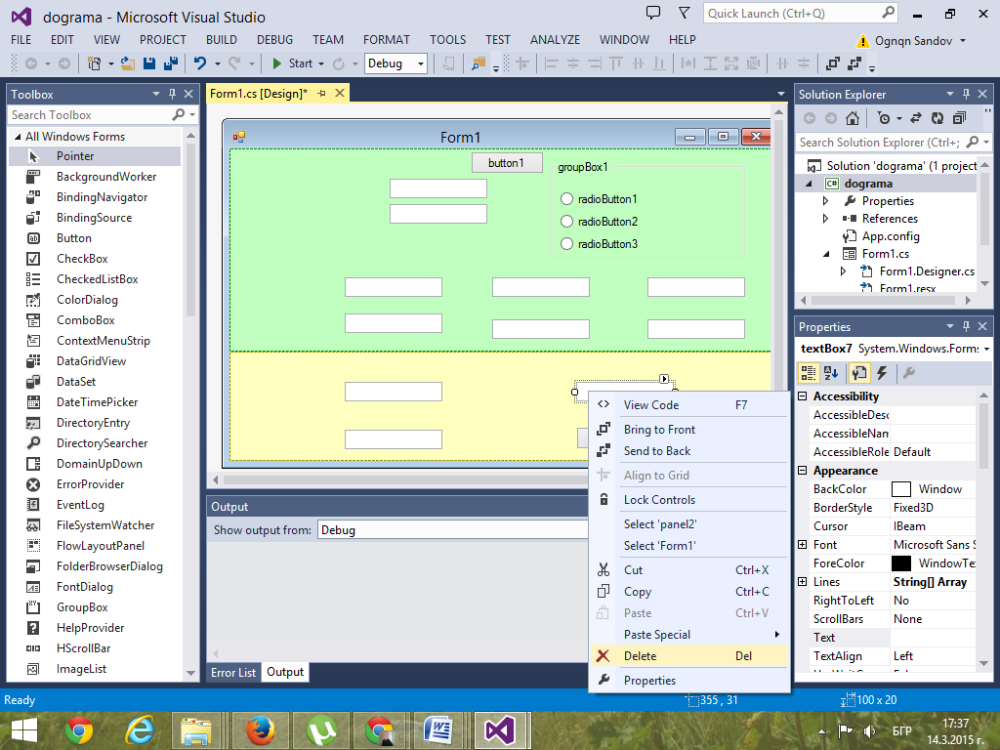 dograma - Microsoft Visual Studio
Quick Launch (Ctrl+Q)
FILE EDIT VIEW PROJECT BUILD DEBUG TEAM FORMAT TOOLS TEST ANALYZE WINDOW HELP
Ognqn Sandov
Start Debug
Toolbox
Search Toolbox
All Windows Forms
Pointer
BackgroundWorker
BindingNavigator
BindingSource
Button
CheckBox
CheckedListBox
ColorDialog
ComboBox
ContextMenuStrip
DataGridView
DataSet
DateTimePicker
DirectoryEntry
DirectorySearcher
DomainUpDown
ErrorProvider
EventLog
FileSystemWatcher
FlowLayoutPanel
FolderBrowserDialog
FontDialog
GroupBox
HelpProvider
HScrollBar
ImageList
Form1.cs [Design]*
Form1
button1
groupBox1
radioButton1
radioButton2
radioButton3
View Code F7
Bring to Front
Send to Back
Align to Grid
Lock Controls
Select 'panel2'
Select 'Form1'
Cut Ctrl+X
Copy Ctrl+C
Paste Ctrl+V
Paste Special
Delete Del
Properties
Output
Show output from: Debug
Error List Output
Solution Explorer
Search Solution Explorer (Ctrl+;
Solution 'dograma' (1 project
C# dograma
Properties
References
App.config
Form1.cs
Form1.Designer.cs
Form1.resx
Properties
textBox7 System.Windows.Forms
Accessibility
AccessibleDesc
AccessibleNam
AccessibleRole Default
Appearance
BackColor Window
BorderStyle Fixed3D
Cursor IBeam
Font Microsoft Sans S
ForeColor WindowTe
Lines String[] Array
RightToLeft No
ScrollBars None
Text
TextAlign Left
Ready
355 , 31
100 x 20
БГР
17:37
14.3.2015 г.